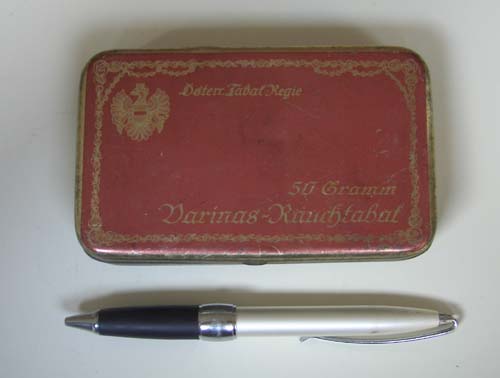 Österr. Tabak Regie
50 Gramm
Varinas-Rauchtabak